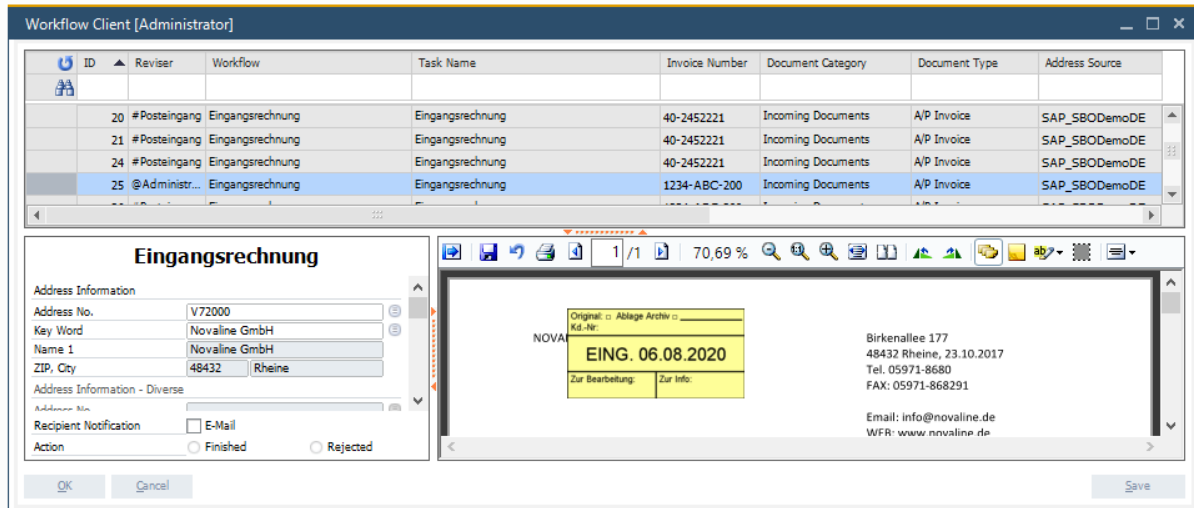 Workflow Client [Administrator]
ID Reviser Workflow Task Name Invoice Number Document Category Document Type Address Source
20 #Posteingang Eingangsrechnung Eingangsrechnung 40-2452221 Incoming Documents A/P Invoice SAP_SBODemoDE
21 #Posteingang Eingangsrechnung Eingangsrechnung 40-2452221 Incoming Documents A/P Invoice SAP_SBODemoDE
24 #Posteingang Eingangsrechnung Eingangsrechnung 40-2452221 Incoming Documents A/P Invoice SAP_SBODemoDE
25 @Administr... Eingangsrechnung Eingangsrechnung 1234-ABC-200 Incoming Documents A/P Invoice SAP_SBODemoDE
Eingangsrechnung
Address Information
Address No. V72000
Key Word Novaline GmbH
Name 1 Novaline GmbH
ZIP, City 48432 Rheine
Address Information - Diverse
Address No.
Recipient Notification E-Mail
Action Finished Rejected
1 /1 70,69 %
Original: Ablage Archiv
Kd.-Nr:
NOVA
EING. 06.08.2020
Zur Bearbeitung: Zur Info:
Birkenallee 177
48432 Rheine, 23.10.2017
Tel. 05971-8680
FAX: 05971-868291
Email: info@novaline.de
WEB: www.novaline.de
OK Cancel Save